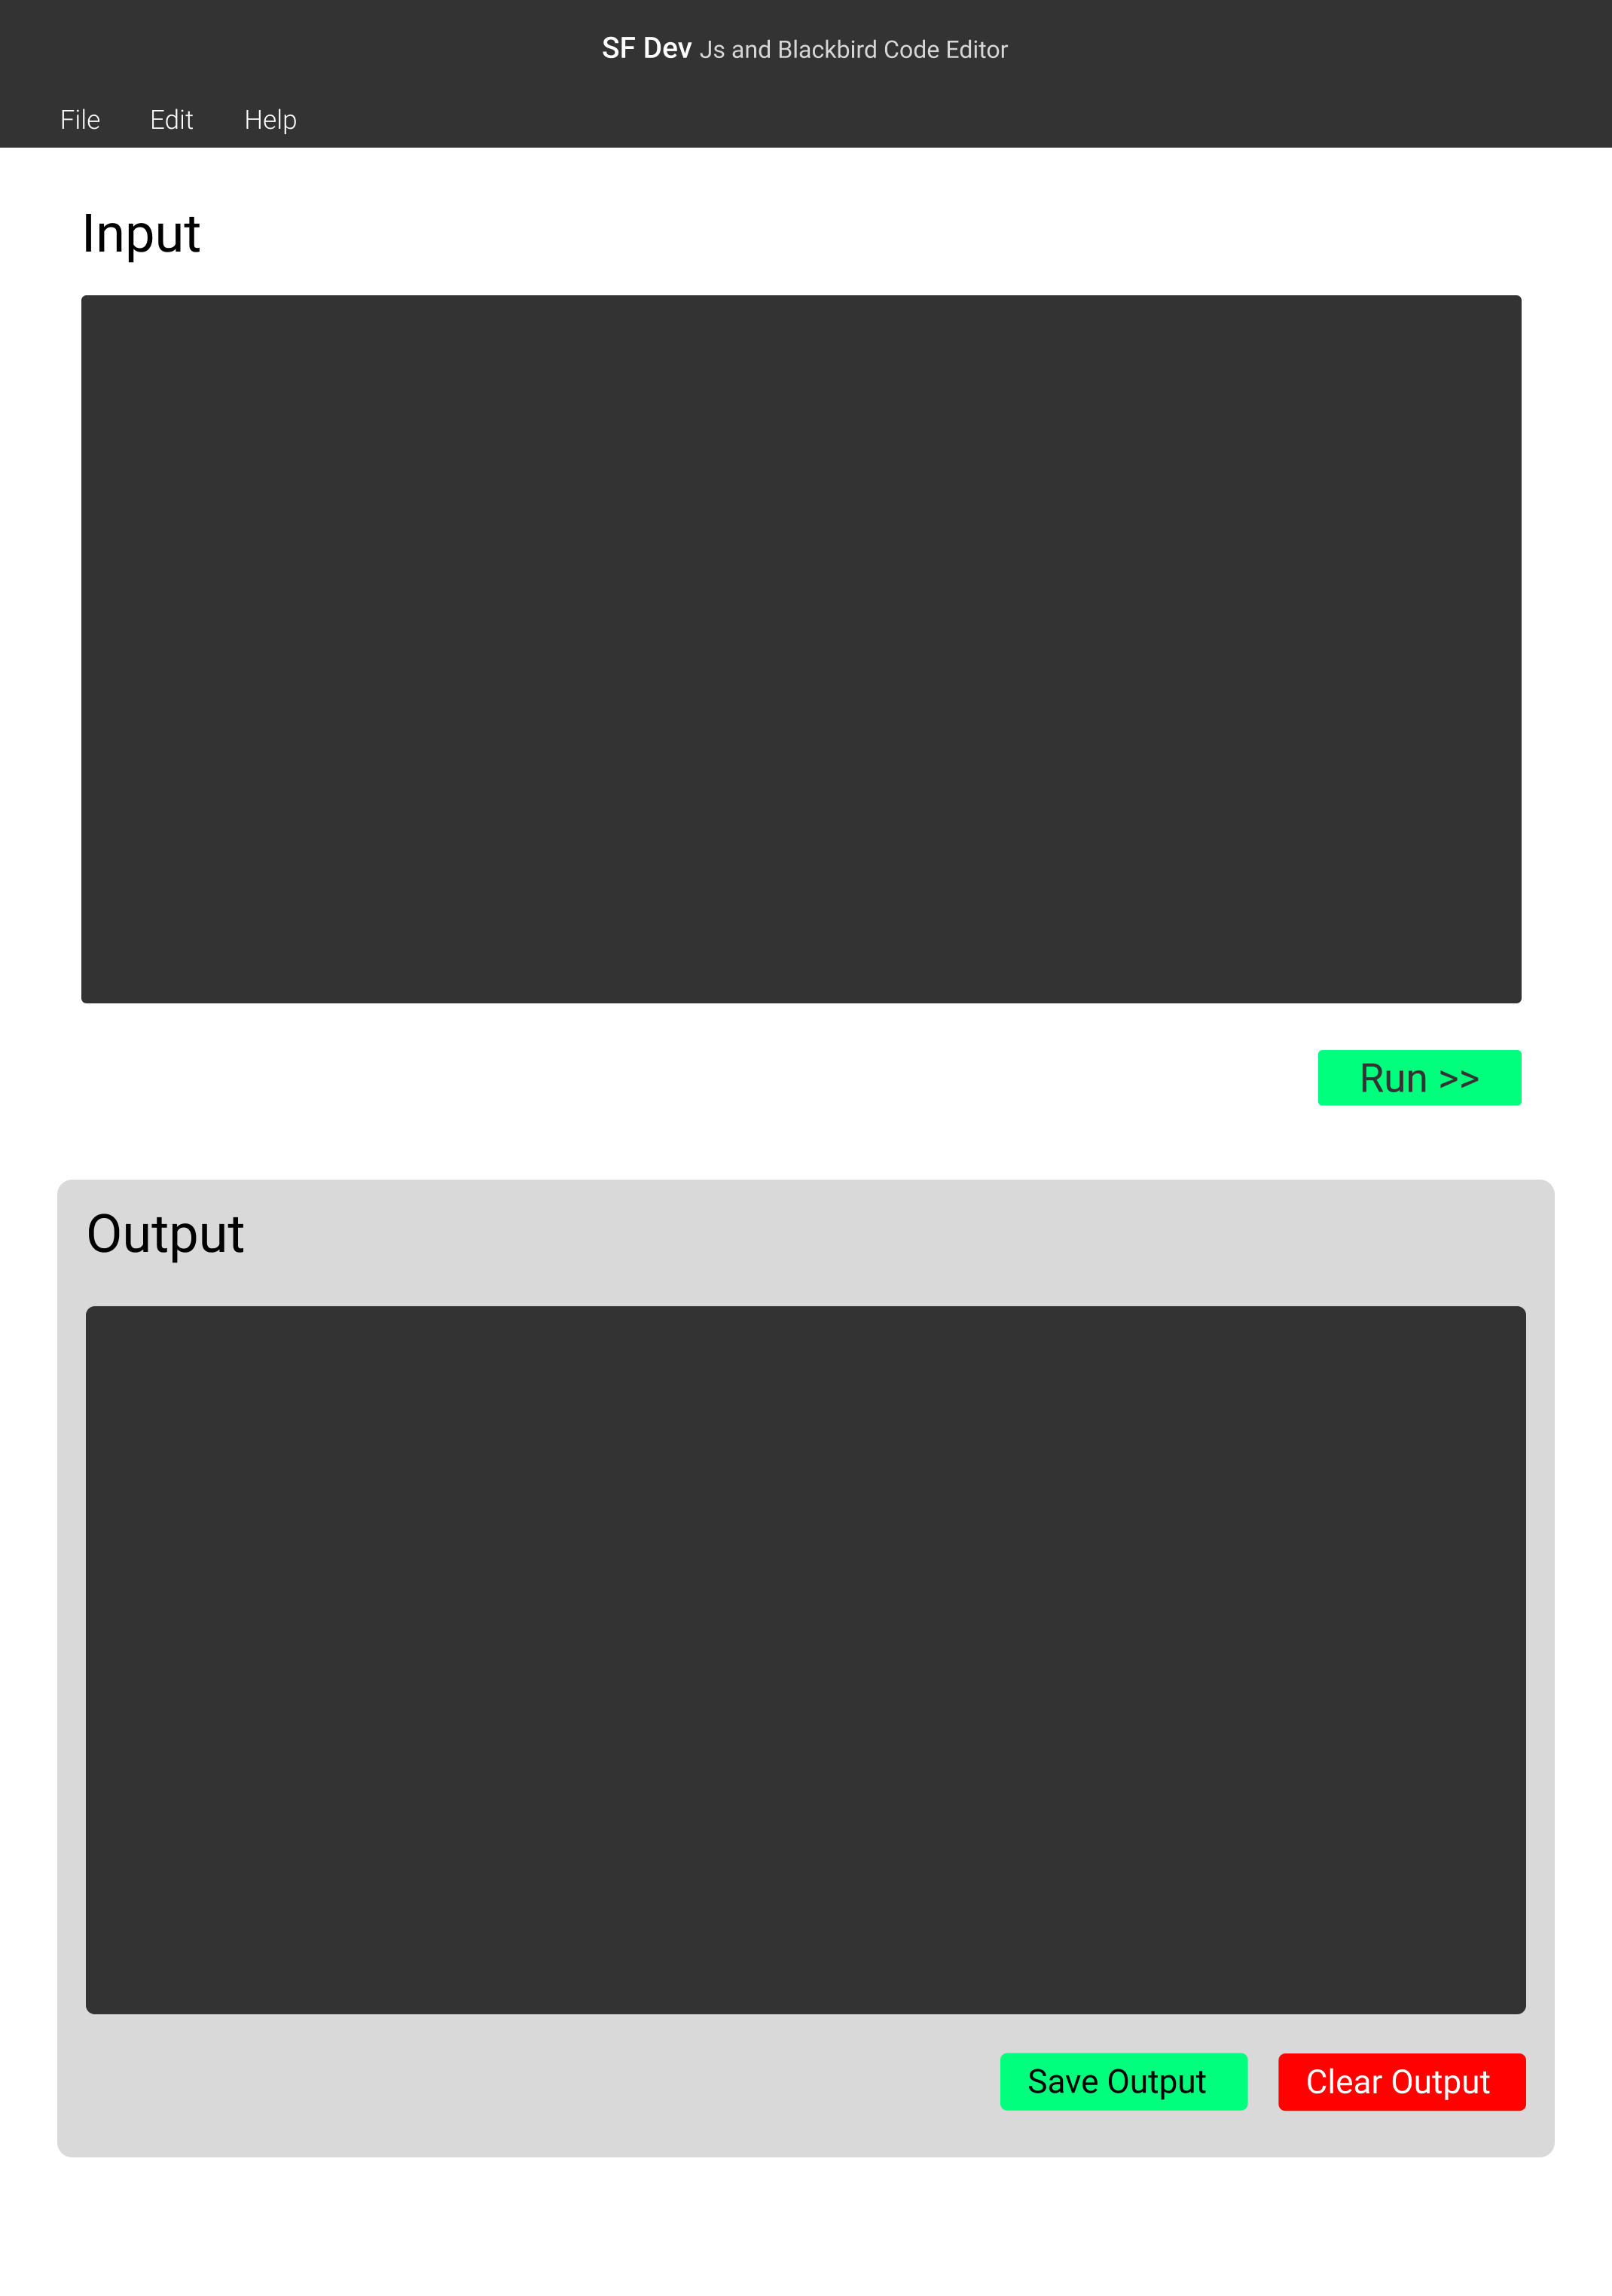 SF Dev Js and Blackbird Code Editor
File Edit Help
Input
Run >>
Output
Save Output Clear Output